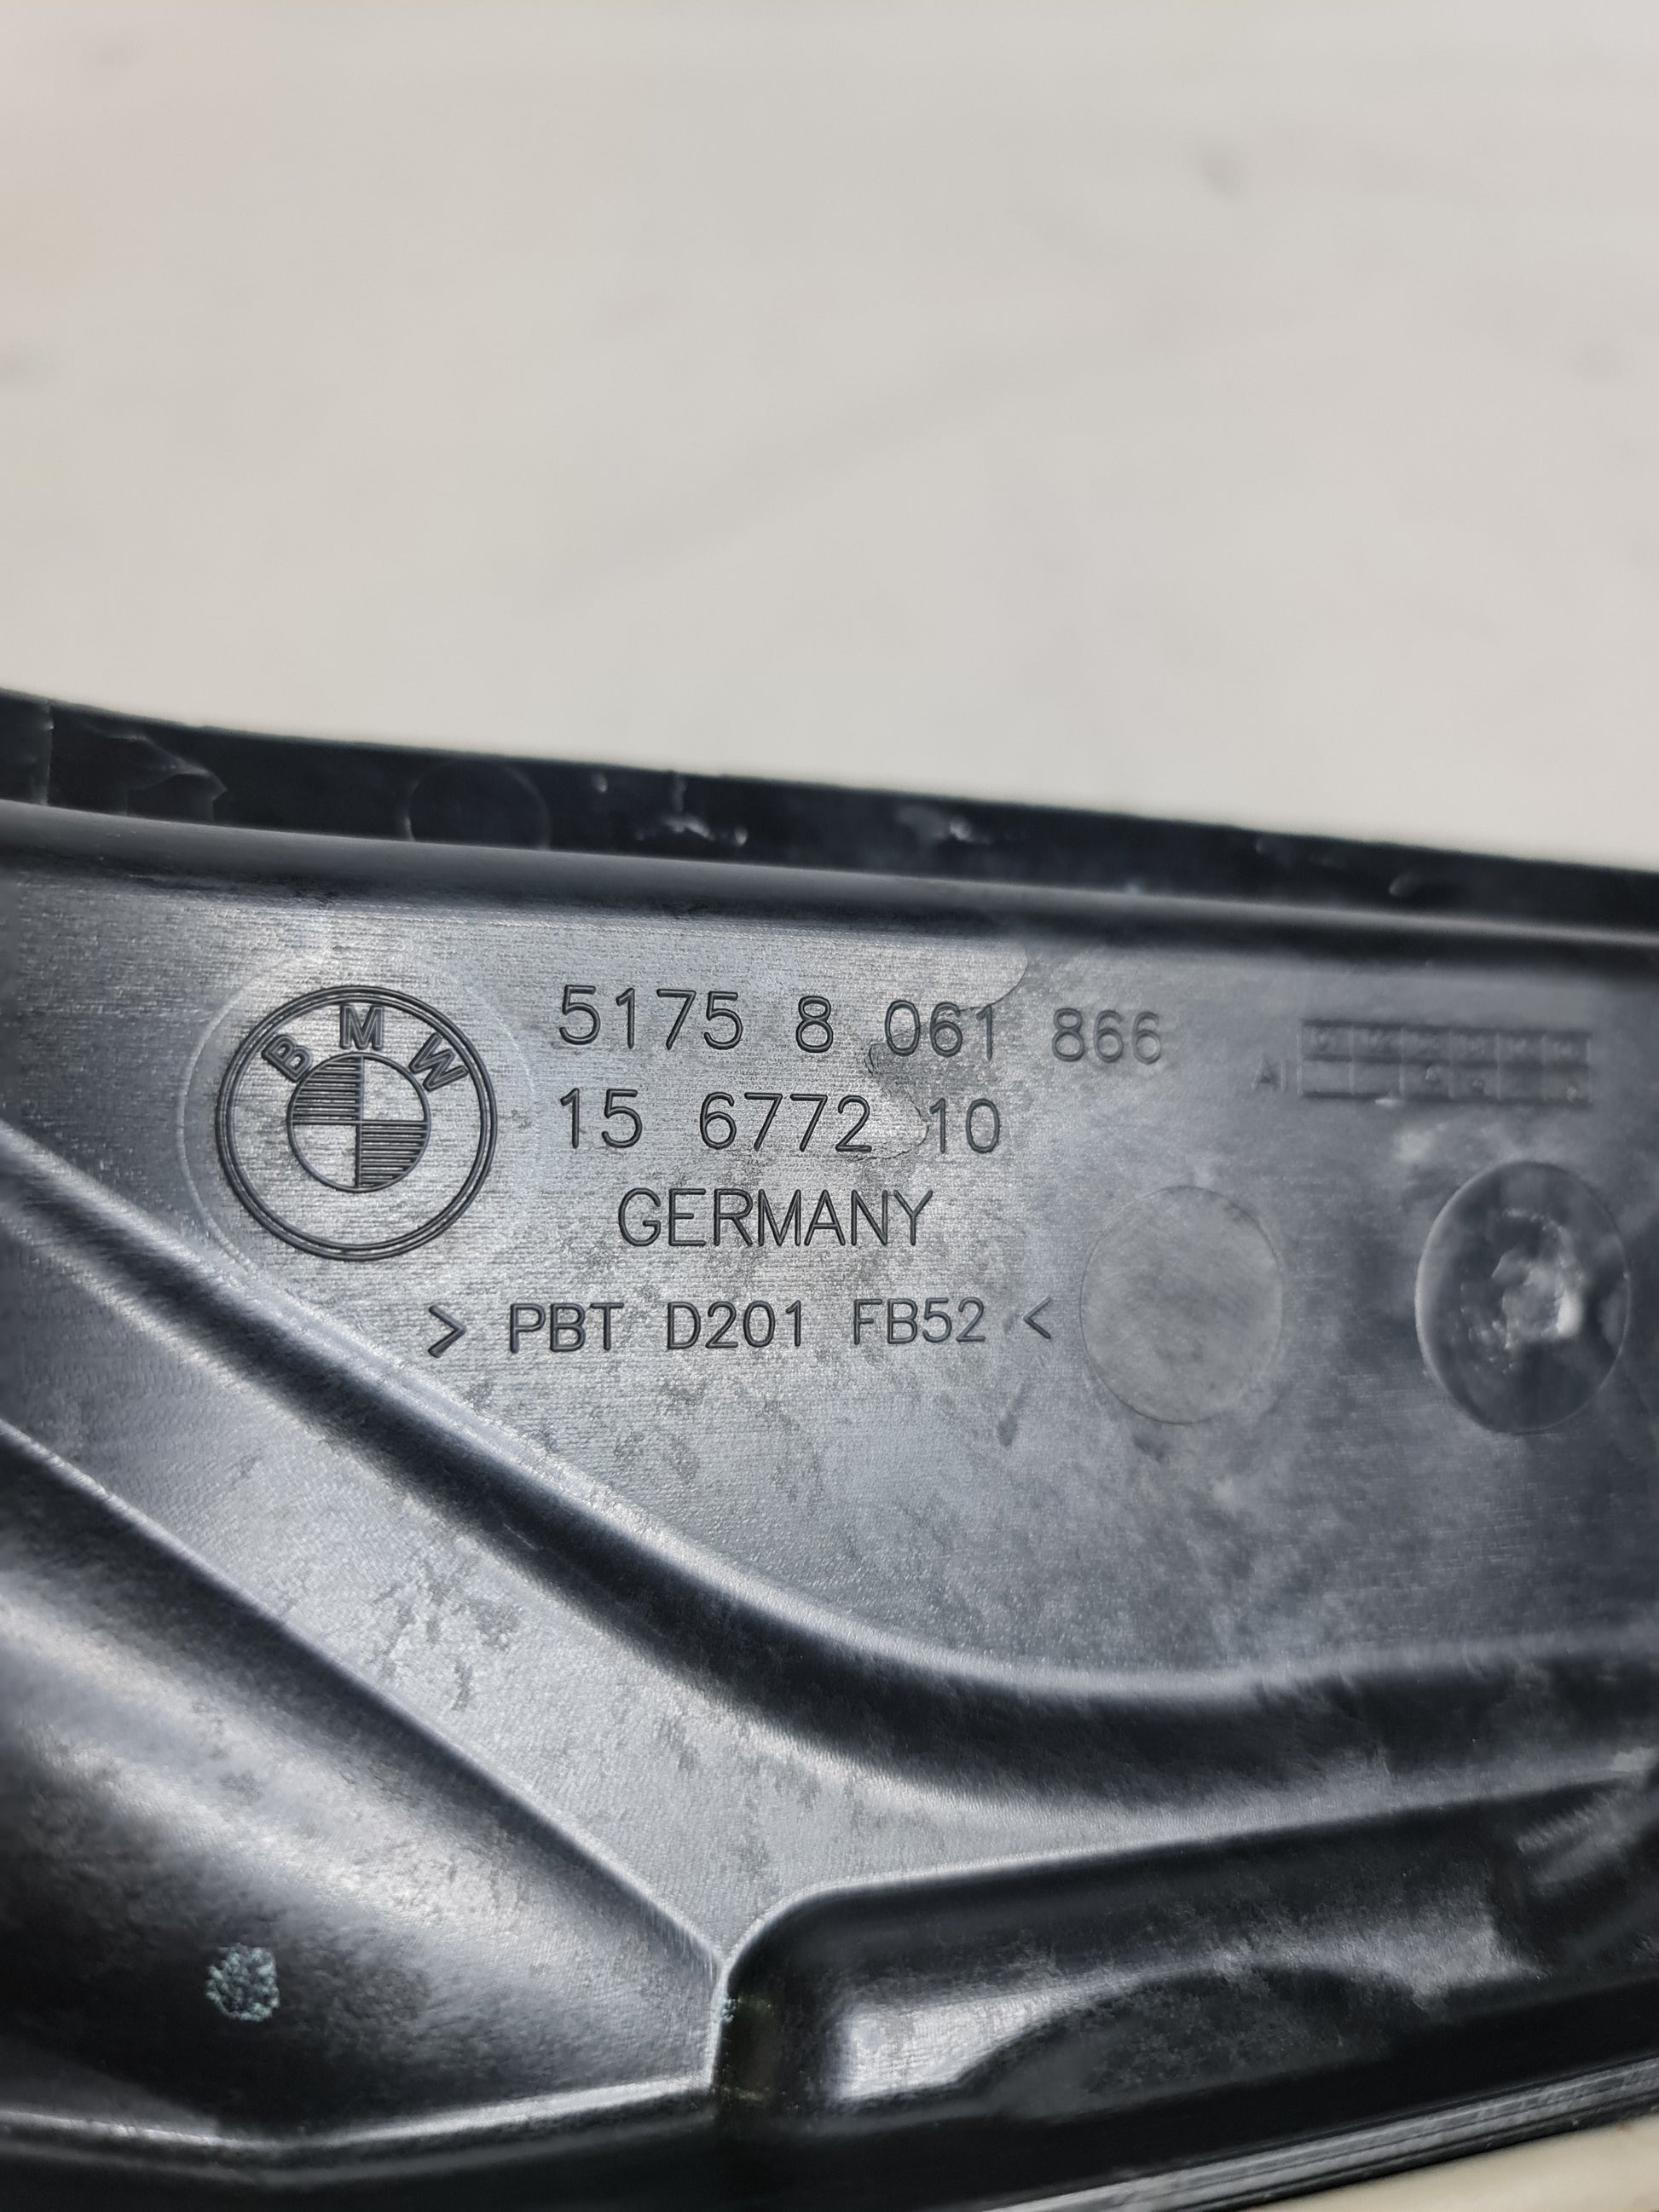 BMW
5175 8 061 866
15 6772 10
GERMANY
> PBT D201 FB52 <